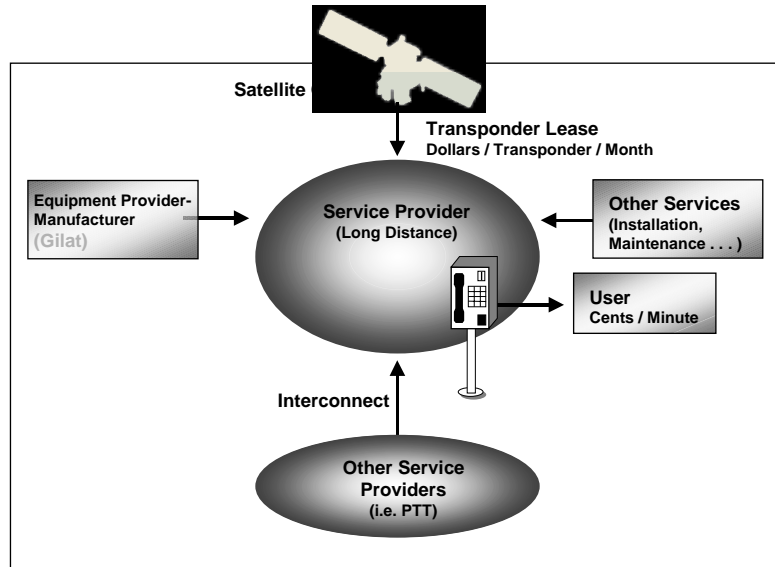 Satellite
Transponder Lease
Dollars / Transponder / Month
Equipment Provider-
Manufacturer
(Gilat)
Service Provider
(Long Distance)
Other Services
(Installation,
Maintenance . . . )
User
Cents / Minute
Interconnect
Other Service
Providers
(i.e. PTT)